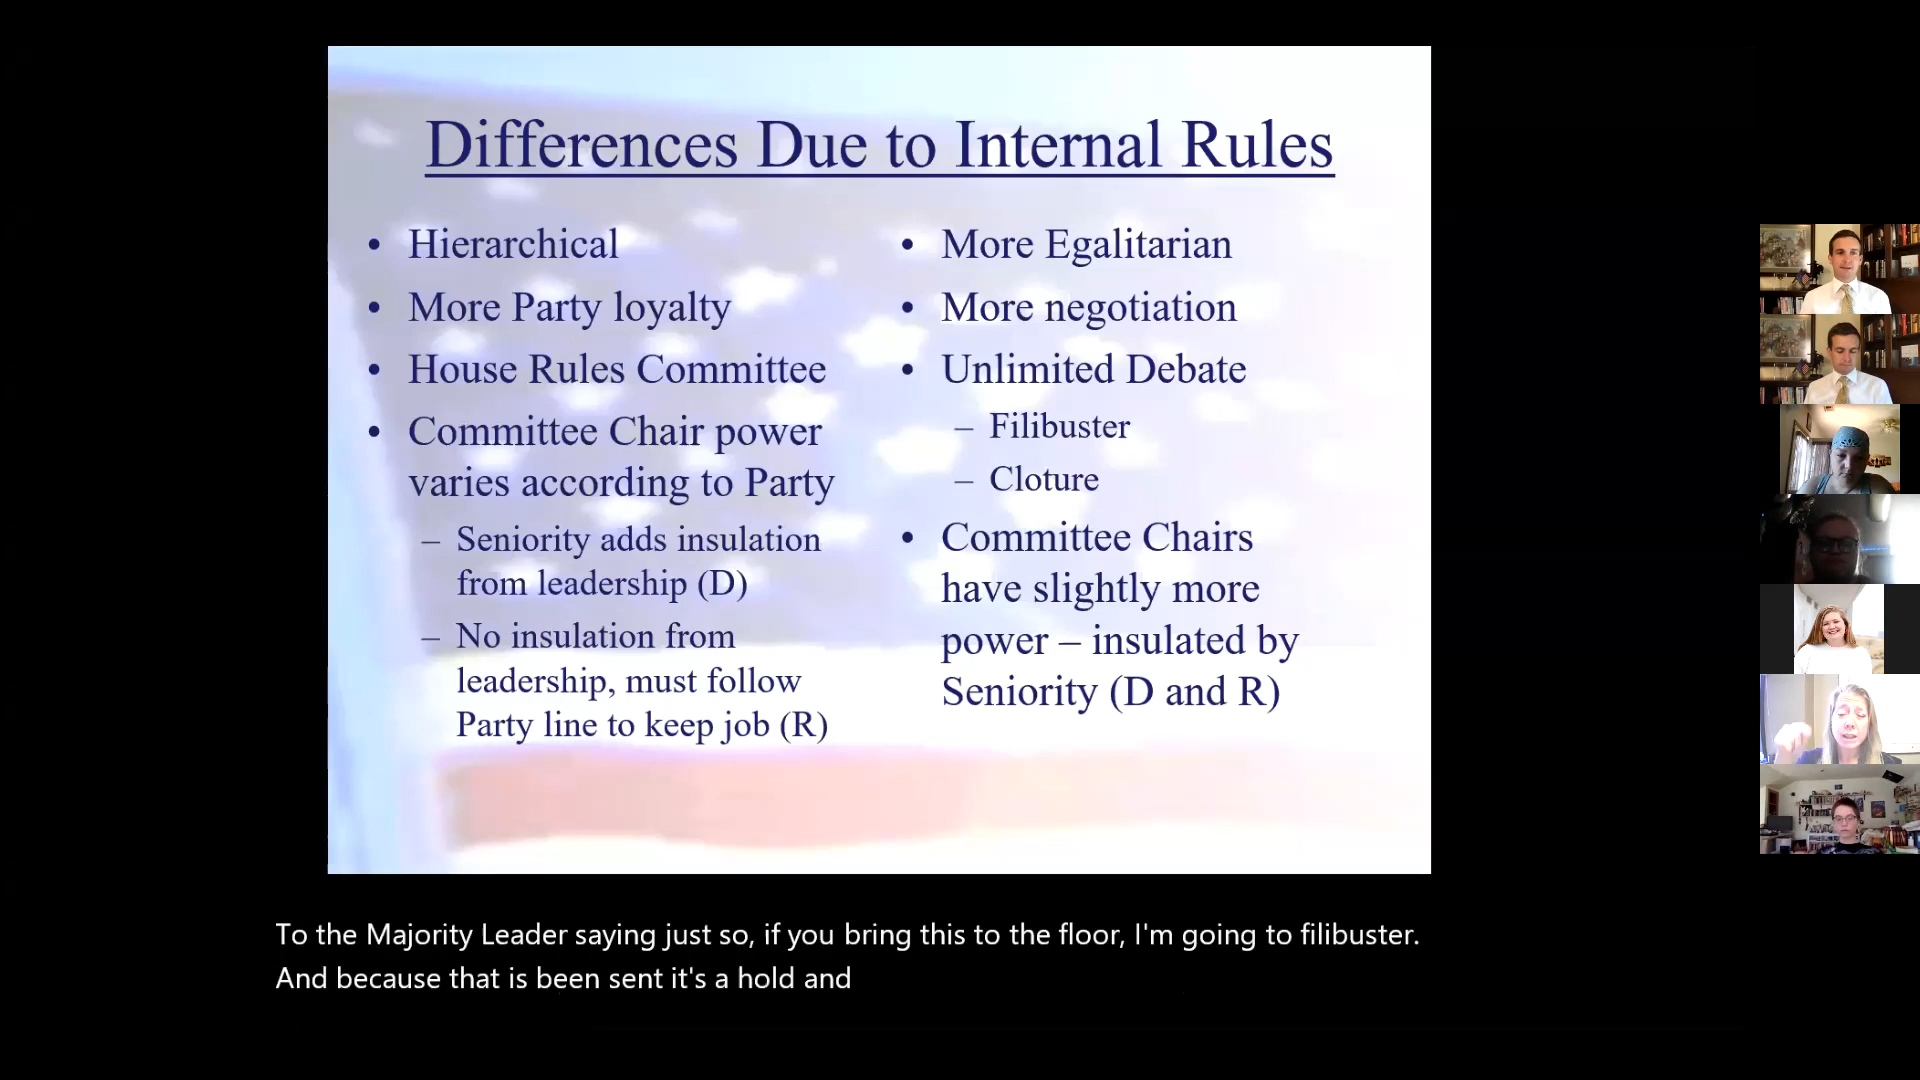 Differences Due to Internal Rules
• Hierarchical
• More Party loyalty
• House Rules Committee
• Committee Chair power
varies according to Party
– Seniority adds insulation
from leadership (D)
– No insulation from
leadership, must follow
Party line to keep job (R)
• More Egalitarian
• More negotiation
• Unlimited Debate
– Filibuster
– Cloture
• Committee Chairs
have slightly more
power – insulated by
Seniority (D and R)
To the Majority Leader saying just so, if you bring this to the floor, I'm going to filibuster.
And because that is been sent it's a hold and